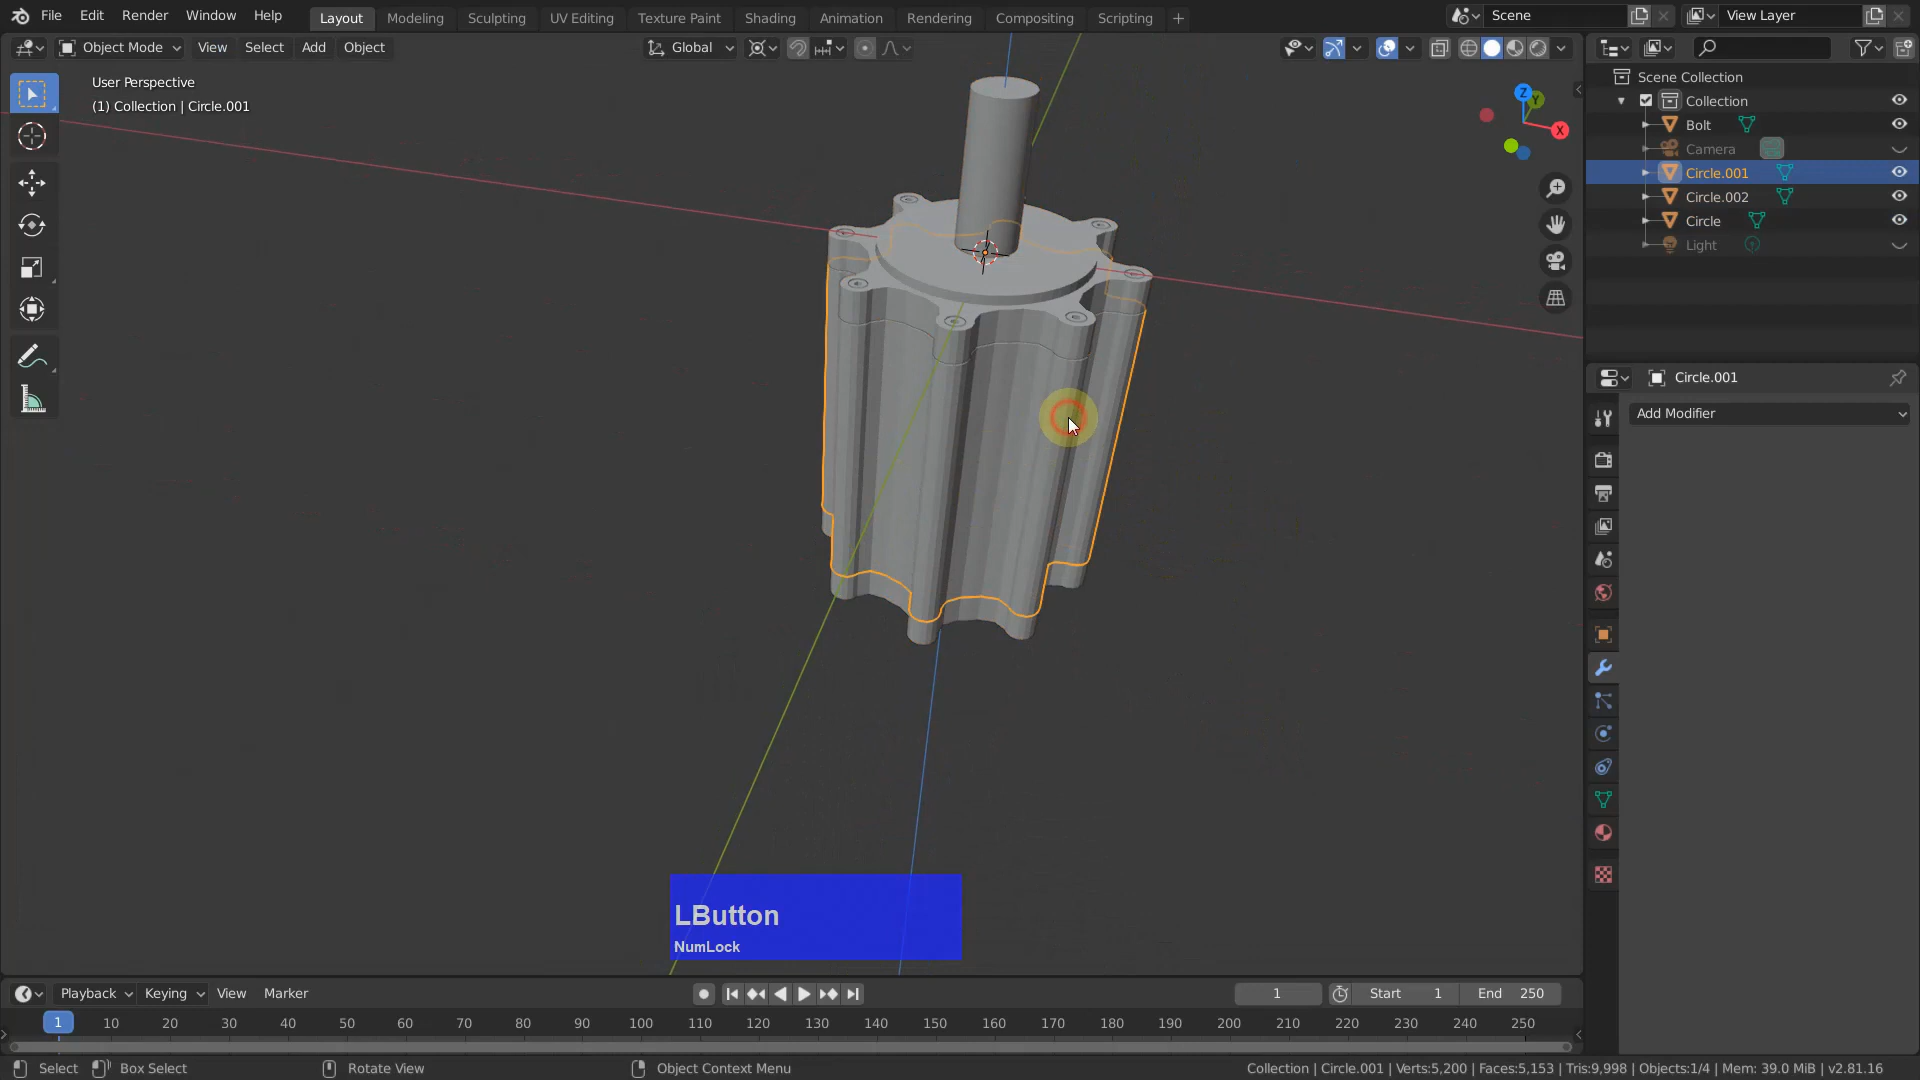 File Edit Render Window Help Layout Modeling Sculpting UV Editing Texture Paint Shading Animation Rendering Compositing Scripting + Scene View Layer
Object Mode View Select Add Object Global
User Perspective
(1) Collection | Circle.001
Z
Y
X
Scene Collection
Collection
Bolt
Camera
Circle.001
Circle.002
Circle
Light
Circle.001
Add Modifier
LButton
NumLock
Playback Keying View Marker 1 Start 1 End 250
1 10 20 30 40 50 60 70 80 90 100 110 120 130 140 150 160 170 180 190 200 210 220 230 240 250
Select Box Select Rotate View Object Context Menu Collection | Circle.001 | Verts:5,200 | Faces:5,153 | Tris:9,998 | Objects:1/4 | Mem: 39.0 MiB | v2.81.16